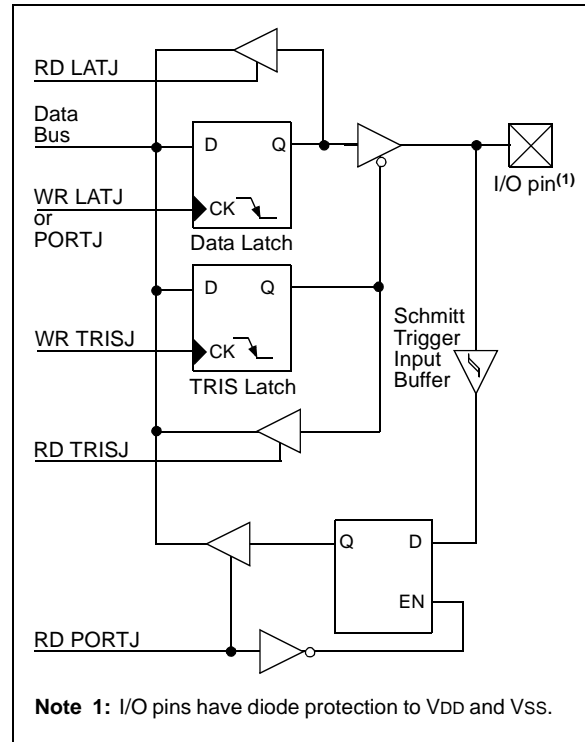 RD LATJ
Data
Bus
D Q
WR LATJ
or
PORTJ
CK
Data Latch
I/O pin(1)
D Q
WR TRISJ
CK
TRIS Latch
Schmitt
Trigger
Input
Buffer
RD TRISJ
Q D
EN
RD PORTJ
Note 1: I/O pins have diode protection to VDD and VSS.